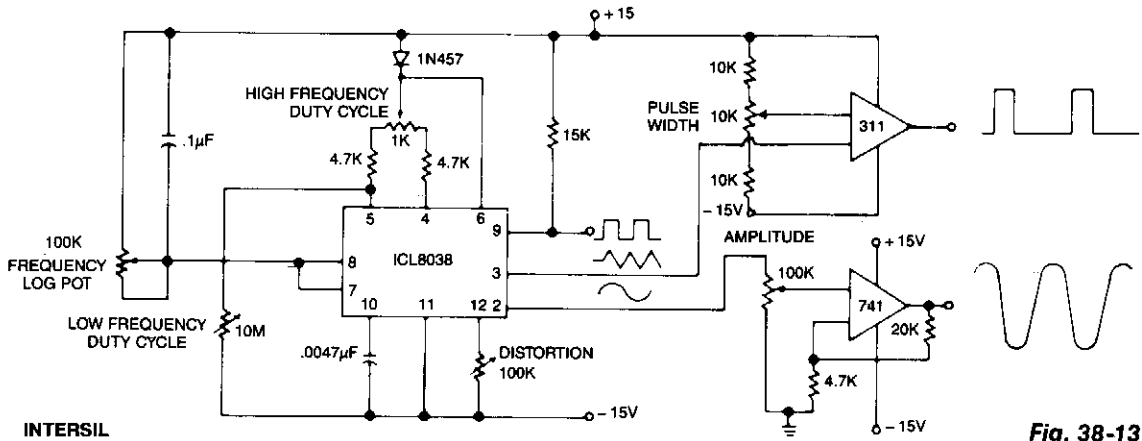 + 15
1N457
HIGH FREQUENCY
DUTY CYCLE
1K
4.7K
4.7K
.1µF
15K
10K
PULSE
WIDTH
10K
10K
– 15V
311
5
4
6
9
8
ICL8038
3
7
10
11
12
2
100K
FREQUENCY
LOG POT
LOW FREQUENCY
DUTY CYCLE
10M
.0047µF
DISTORTION
100K
– 15V
AMPLITUDE
100K
+ 15V
741
20K
4.7K
– 15V
INTERSIL
Fig. 38-13